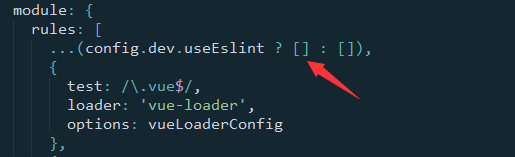 module: {
rules: [
...(config.dev.useEslint ? [] : []),
{
test: /\.vue$/,
loader: 'vue-loader',
options: vueLoaderConfig
},